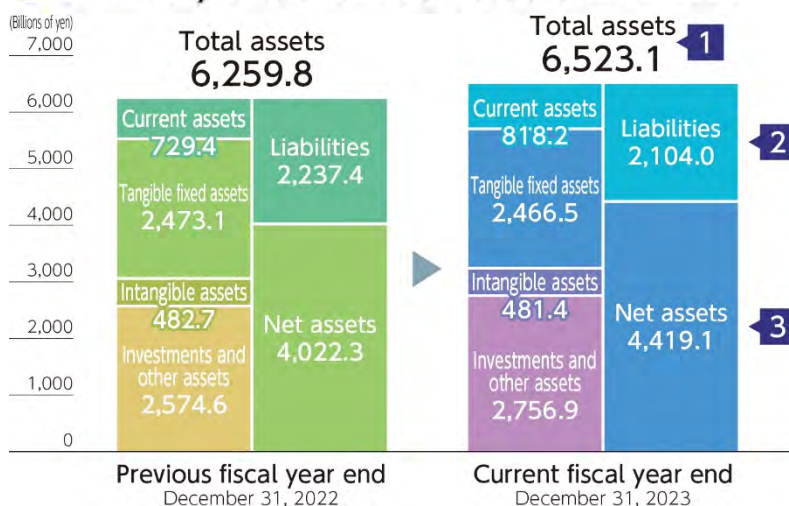 (Billions of yen)
7,000
6,000
5,000
4,000
3,000
2,000
1,000
0
Total assets
6,259.8
Current assets
729.4
Tangible fixed assets
2,473.1
Intangible assets
482.7
Investments and
other assets
2,574.6
Liabilities
2,237.4
Net assets
4,022.3
Previous fiscal year end
December 31, 2022
Total assets
6,523.1
1
Current assets
818.2
Tangible fixed assets
2,466.5
Intangible assets
481.4
Investments and
other assets
2,756.9
Liabilities
2,104.0
2
Net assets
4,419.1
3
Current fiscal year end
December 31, 2023